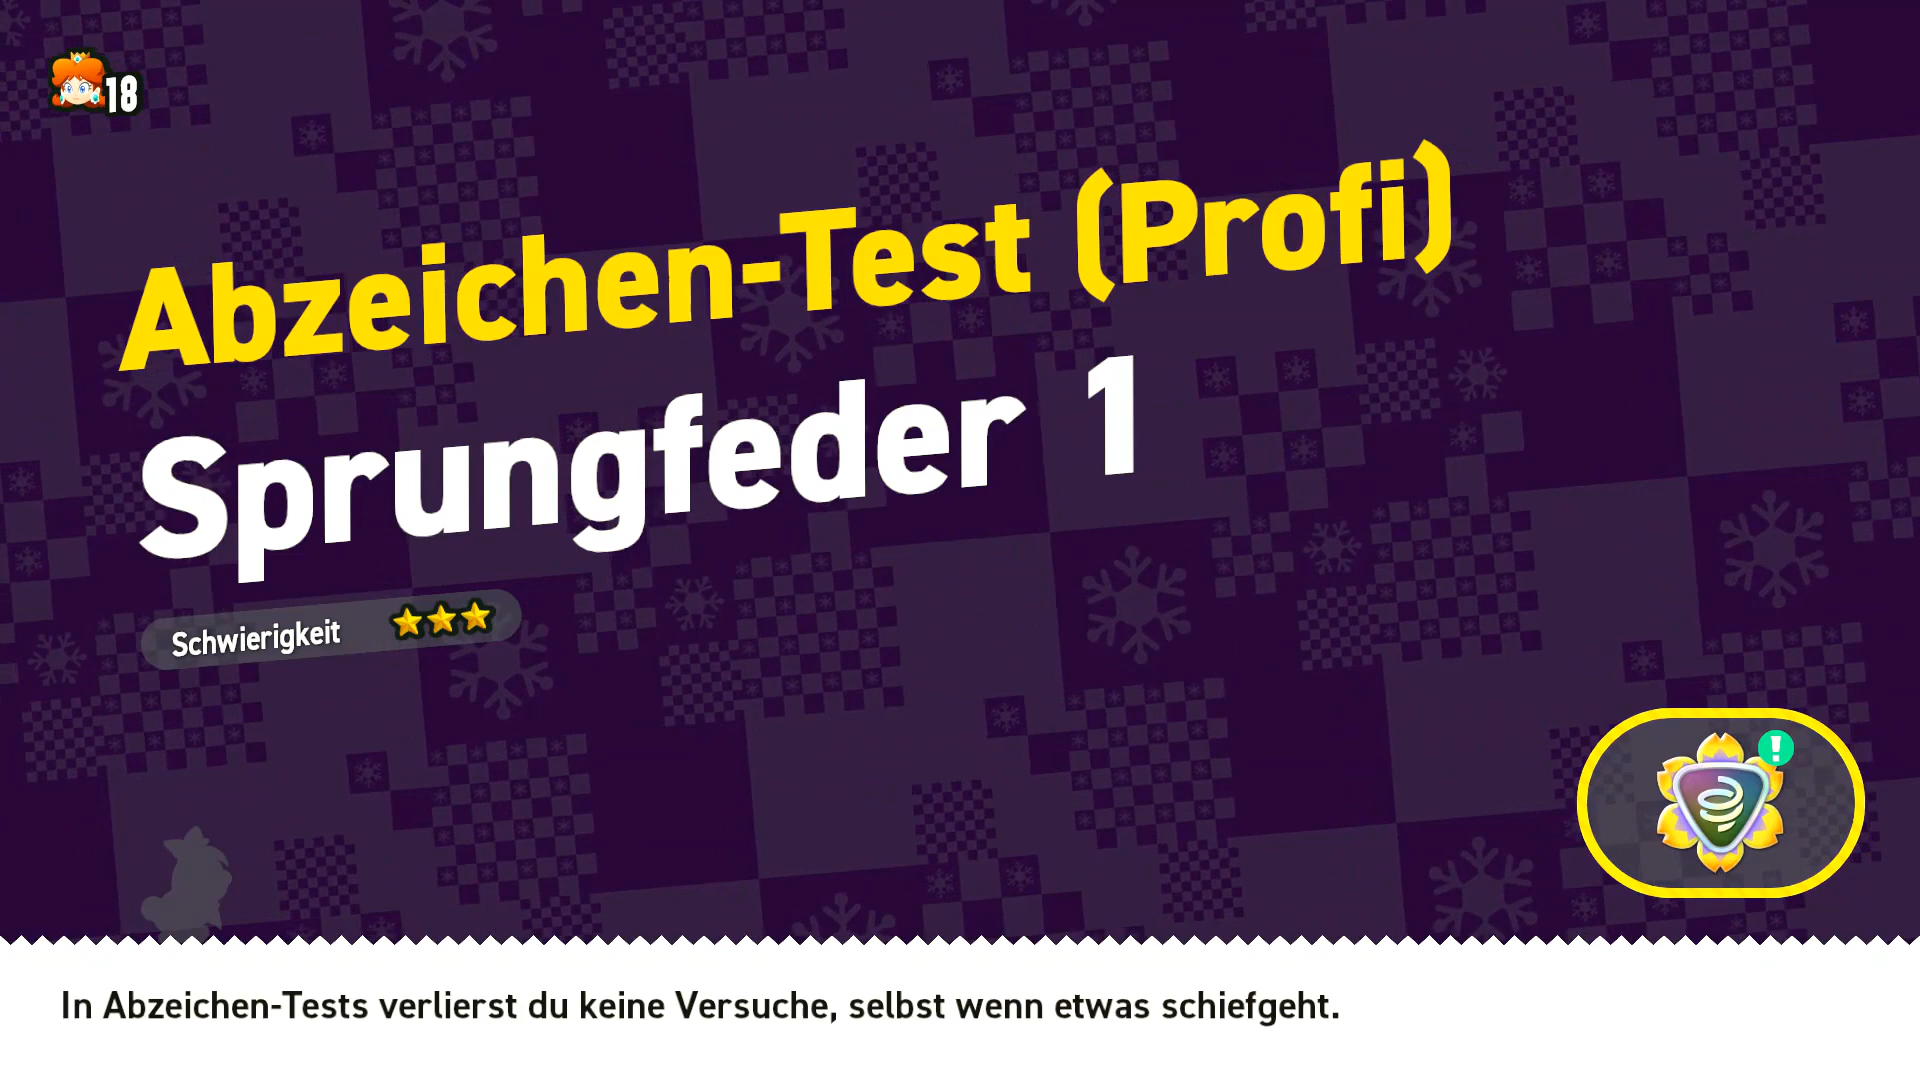 18
Abzeichen-Test (Profi)
Sprungfeder 1
Schwierigkeit
!
In Abzeichen-Tests verlierst du keine Versuche, selbst wenn etwas schiefgeht.